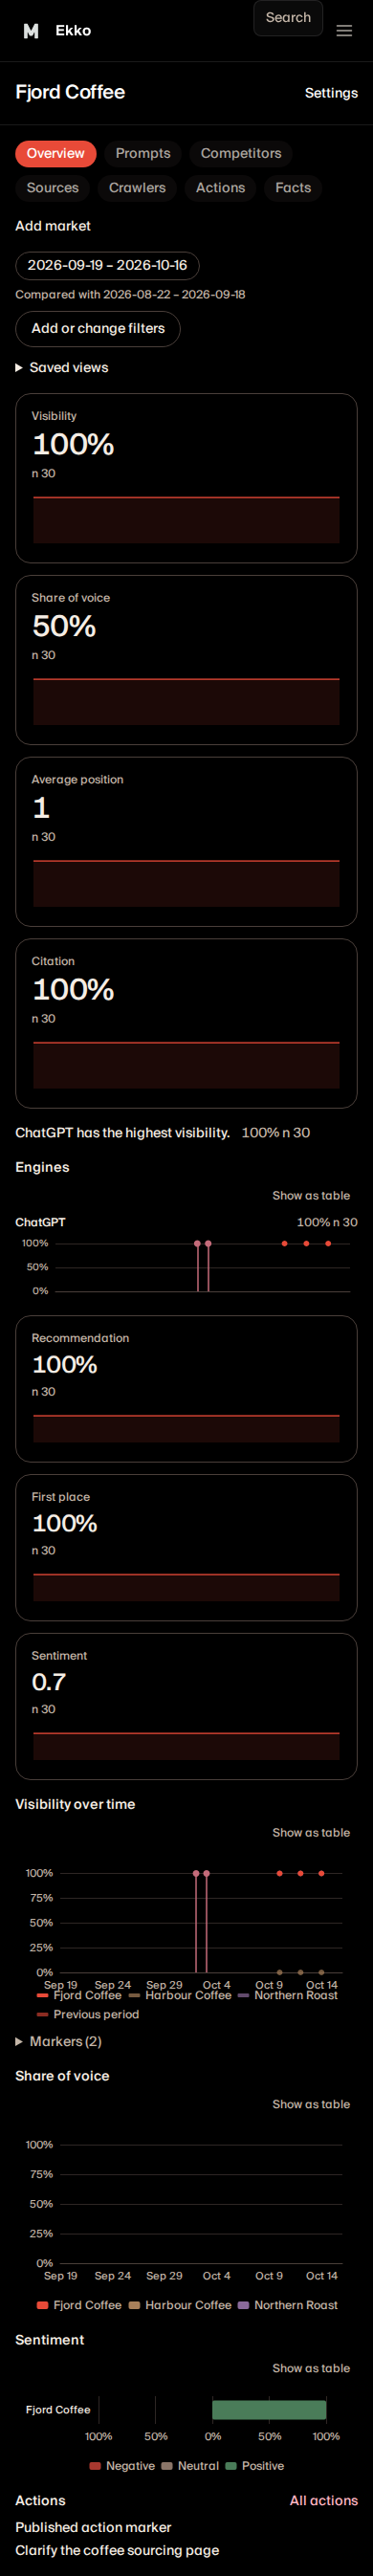 Search
Ekko
Fjord Coffee
Settings
Overview Prompts Competitors
Sources Crawlers Actions Facts
Add market
2026-09-19 – 2026-10-16
Compared with 2026-08-22 – 2026-09-18
Add or change filters
Saved views
Visibility
100%
n 30
Share of voice
50%
n 30
Average position
1
n 30
Citation
100%
n 30
ChatGPT has the highest visibility. 100% n 30
Engines
Show as table
ChatGPT 100% n 30
100%
50%
0%
Recommendation
100%
n 30
First place
100%
n 30
Sentiment
0.7
n 30
Visibility over time
Show as table
100%
75%
50%
25%
0%
Sep 19 Sep 24 Sep 29 Oct 4 Oct 9 Oct 14
Fjord Coffee Harbour Coffee Northern Roast
Previous period
Markers (2)
Share of voice
Show as table
100%
75%
50%
25%
0%
Sep 19 Sep 24 Sep 29 Oct 4 Oct 9 Oct 14
Fjord Coffee Harbour Coffee Northern Roast
Sentiment
Show as table
Fjord Coffee
100% 50% 0% 50% 100%
Negative Neutral Positive
Actions All actions
Published action marker
Clarify the coffee sourcing page